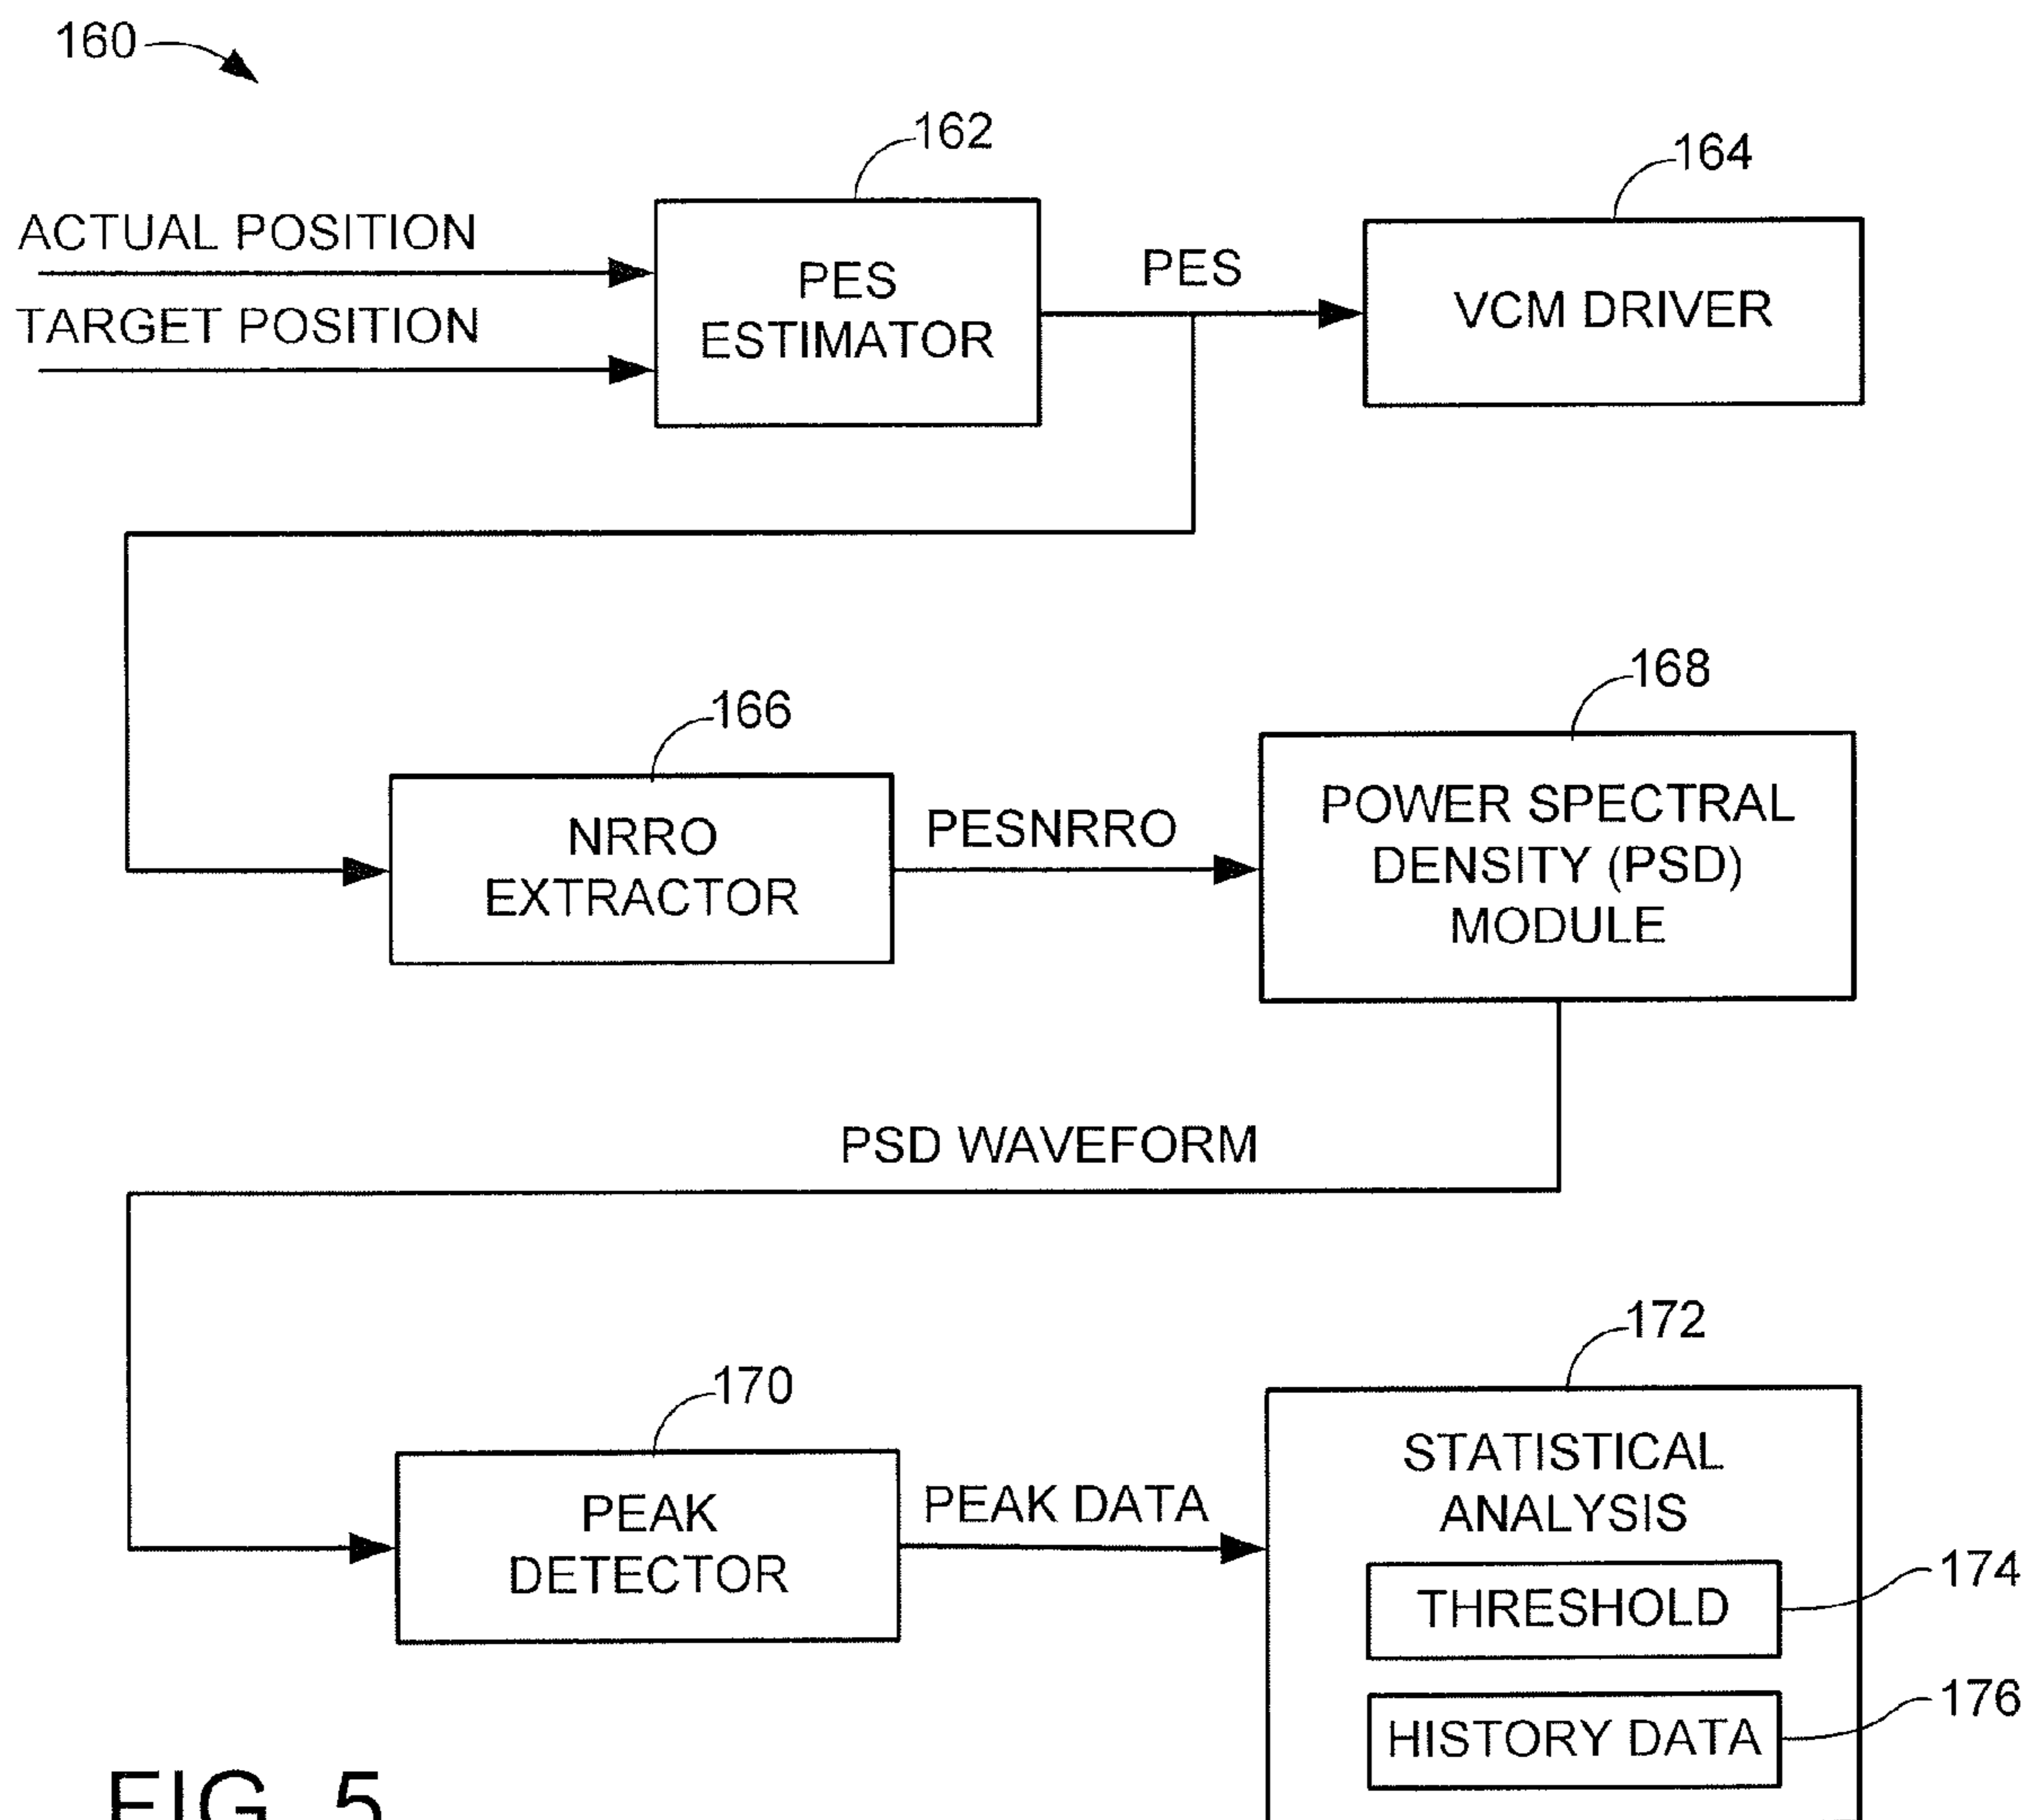 160
162
164
ACTUAL POSITION
TARGET POSITION
PES
ESTIMATOR
PES
VCM DRIVER
166
168
NRRO
EXTRACTOR
PESNRRO
POWER SPECTRAL
DENSITY (PSD)
MODULE
PSD WAVEFORM
170
172
PEAK
DETECTOR
PEAK DATA
STATISTICAL
ANALYSIS
THRESHOLD
174
HISTORY DATA
176
FIG. 5